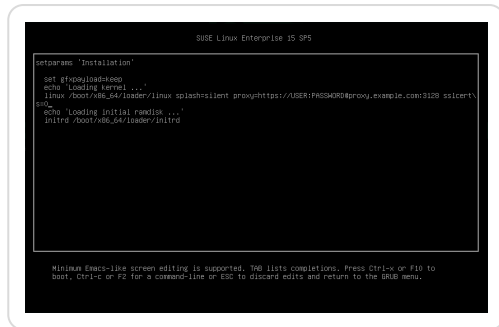 SUSE Linux Enterprise 15 SP5
setparams 'Installation'
set gfxpayload=keep
echo 'Loading kernel ...'
linux /boot/x86_64/loader/linux splash=silent proxy=https://USER:PASSWORD@proxy.example.com:3128 sslcert\
s=0_
echo 'Loading initial ramdisk ...'
initrd /boot/x86_64/loader/initrd
Minimum Emacs-like screen editing is supported. TAB lists completions. Press Ctrl-x or F10 to
boot, Ctrl-c or F2 for a command-line or ESC to discard edits and return to the GRUB menu.